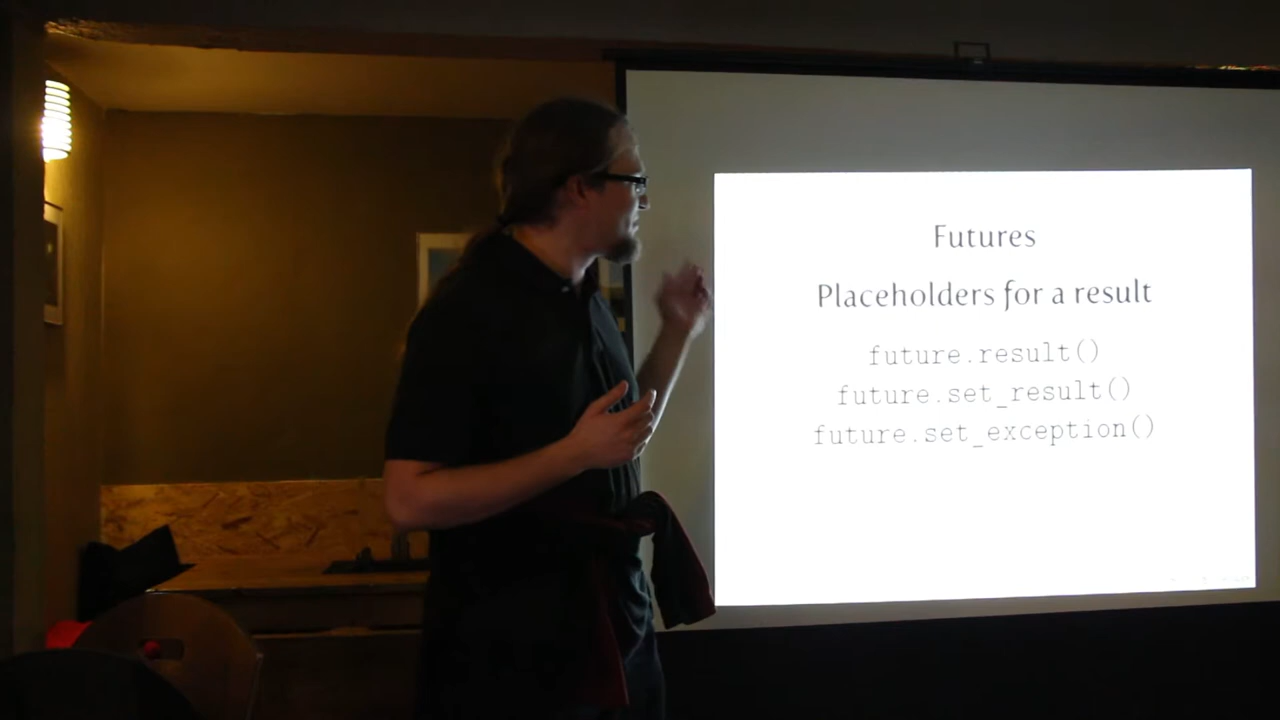 Futures
Placeholders for a result
future.result()
future.set_result()
future.set_exception()